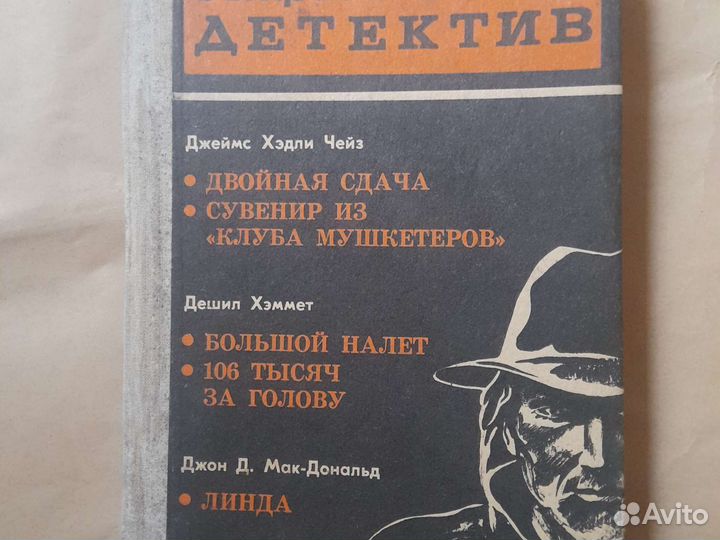 ДЕТЕКТИВ
Джеймс Хэдли Чейз
• ДВОЙНАЯ СДАЧА
• СУВЕНИР ИЗ
«КЛУБА МУШКЕТЕРОВ»
Дешил Хэммет
• БОЛЬШОЙ НАЛЕТ
• 106 ТЫСЯЧ
ЗА ГОЛОВУ
Джон Д. Мак-Дональд
• ЛИНДА
Avito